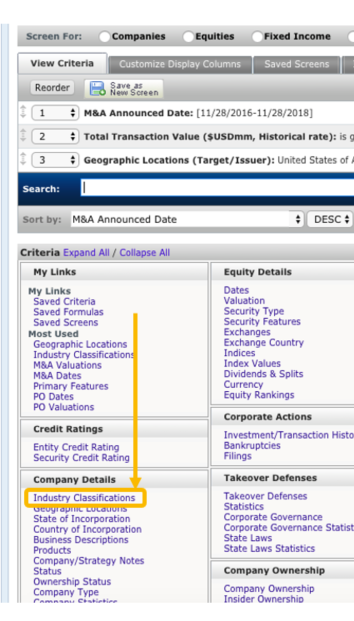 Screen For: Companies Equities Fixed Income
View Criteria Customize Display Columns Saved Screens
Reorder Save as New Screen
1 M&A Announced Date: [11/28/2016-11/28/2018]
2 Total Transaction Value ($USDmm, Historical rate): is g
3 Geographic Locations (Target/Issuer): United States of A
Search:
Sort by: M&A Announced Date DESC
Criteria Expand All / Collapse All
My Links
My Links
Saved Criteria
Saved Formulas
Saved Screens
Most Used
Geographic Locations
Industry Classifications
M&A Valuations
M&A Dates
Primary Features
PO Dates
PO Valuations
Credit Ratings
Entity Credit Rating
Security Credit Rating
Company Details
Industry Classifications
Geographic Locations
State of Incorporation
Country of Incorporation
Business Descriptions
Products
Company/Strategy Notes
Status
Ownership Status
Company Type
Company Statistics
Equity Details
Dates
Valuation
Security Type
Security Features
Exchanges
Exchange Country
Indices
Index Values
Dividends & Splits
Currency
Equity Rankings
Corporate Actions
Investment/Transaction Histo
Bankruptcies
Filings
Takeover Defenses
Takeover Defenses
Statistics
Corporate Governance
Corporate Governance Statist
State Laws
State Laws Statistics
Company Ownership
Company Ownership
Insider Ownership